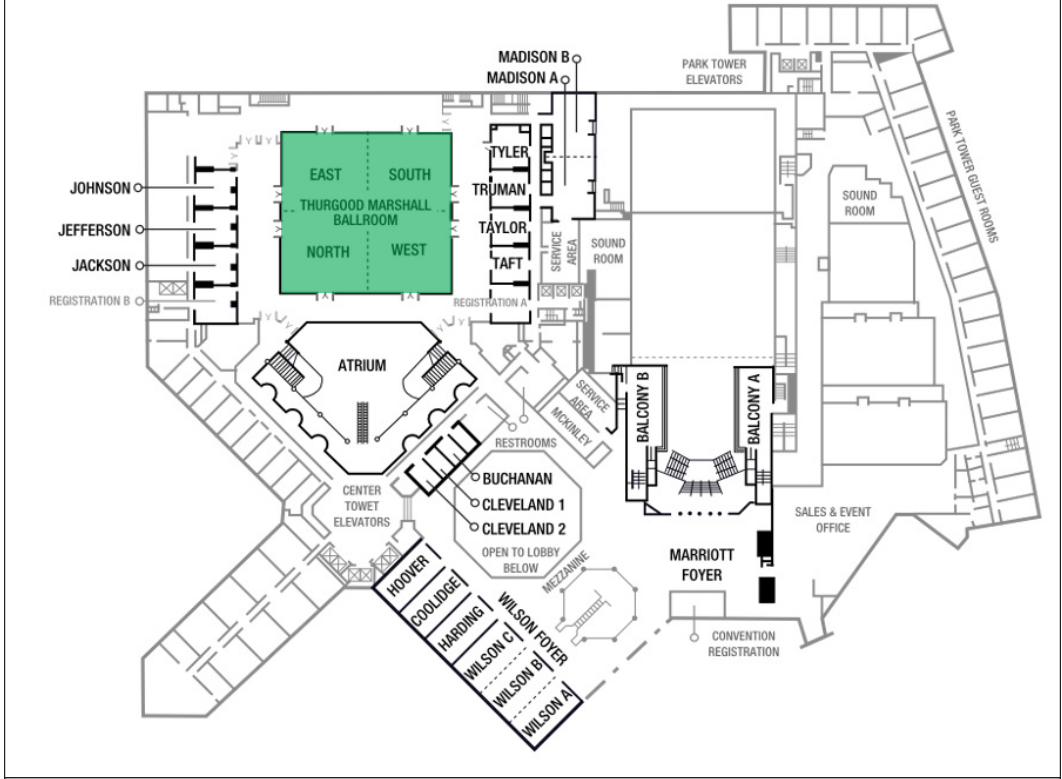 MADISON B
MADISON A
PARK TOWER
ELEVATORS
PARK TOWER GUEST ROOMS
TYLER
EAST
SOUTH
JOHNSON
TRUMAN
SOUND
ROOM
THURGOOD MARSHALL
BALLROOM
JEFFERSON
TAYLOR
NORTH
WEST
SERVICE
AREA
SOUND
ROOM
JACKSON
TAFT
REGISTRATION B
REGISTRATION A
ATRIUM
SERVICE
AREA
MCKINLEY
BALCONY B
BALCONY A
RESTROOMS
BUCHANAN
CLEVELAND 1
CLEVELAND 2
CENTER
TOWET
ELEVATORS
OPEN TO LOBBY
BELOW
SALES & EVENT
OFFICE
MARRIOTT
FOYER
MEZZANINE
HOOVER
COOLIDGE
HARDING
WILSON C
WILSON B
WILSON A
WILSON FOYER
CONVENTION
REGISTRATION